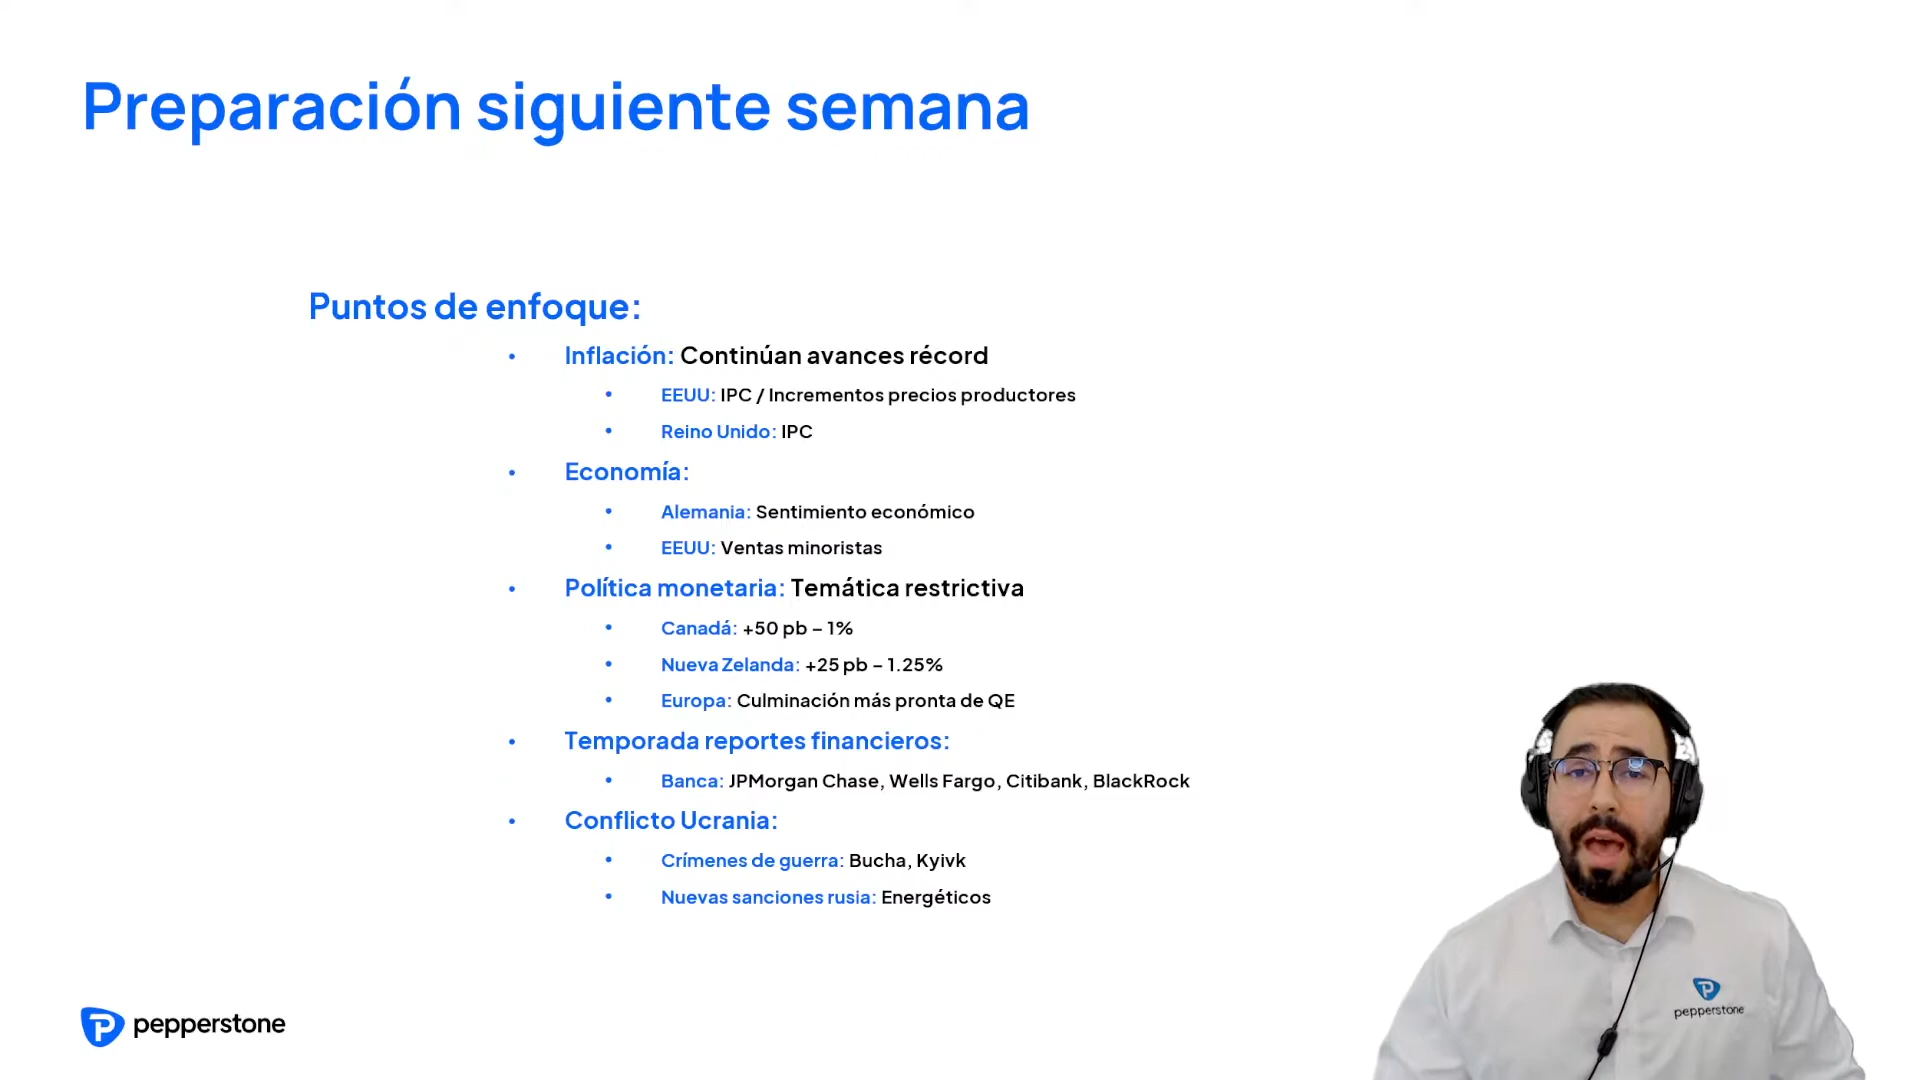 Preparación siguiente semana
Puntos de enfoque:
• Inflación: Continúan avances récord
• EEUU: IPC / Incrementos precios productores
• Reino Unido: IPC
• Economía:
• Alemania: Sentimiento económico
• EEUU: Ventas minoristas
• Política monetaria: Temática restrictiva
• Canadá: +50 pb – 1%
• Nueva Zelanda: +25 pb – 1.25%
• Europa: Culminación más pronta de QE
• Temporada reportes financieros:
• Banca: JPMorgan Chase, Wells Fargo, Citibank, BlackRock
• Conflicto Ucrania:
• Crímenes de guerra: Bucha, Kyivk
• Nuevas sanciones rusia: Energéticos
pepperstone
pepperstone